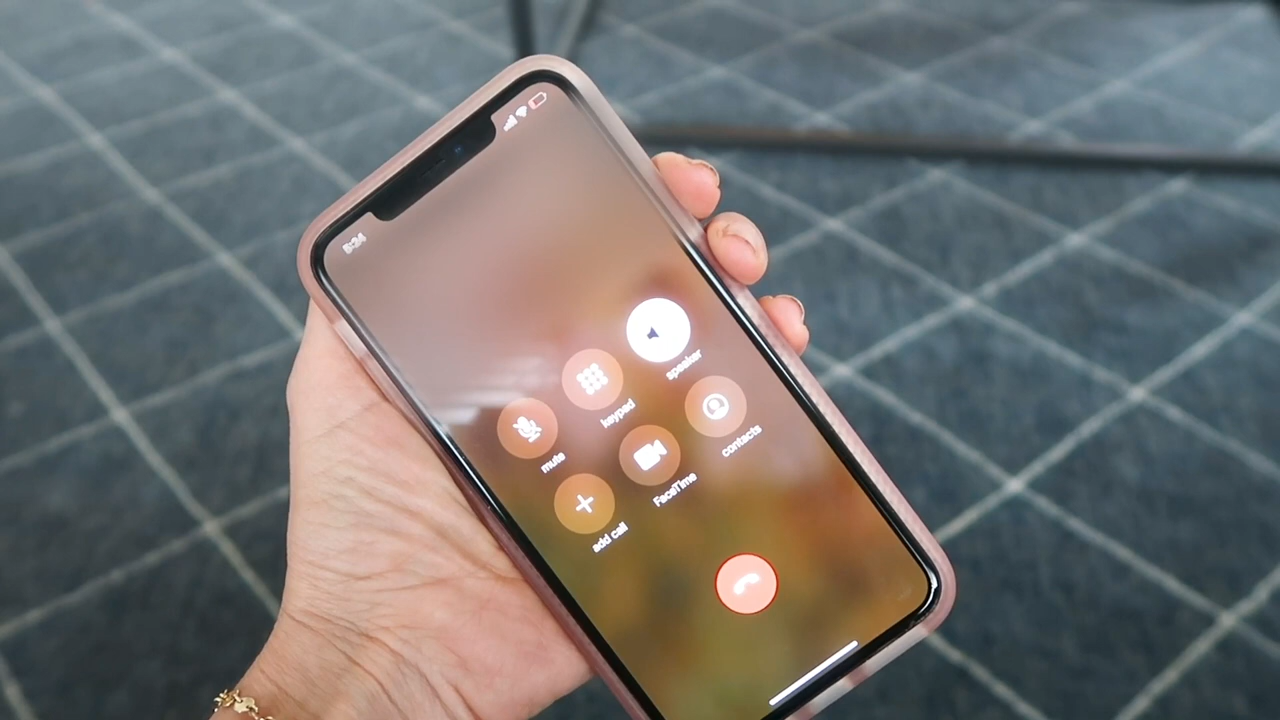 mute
keypad
speaker
add call
FaceTime
contacts